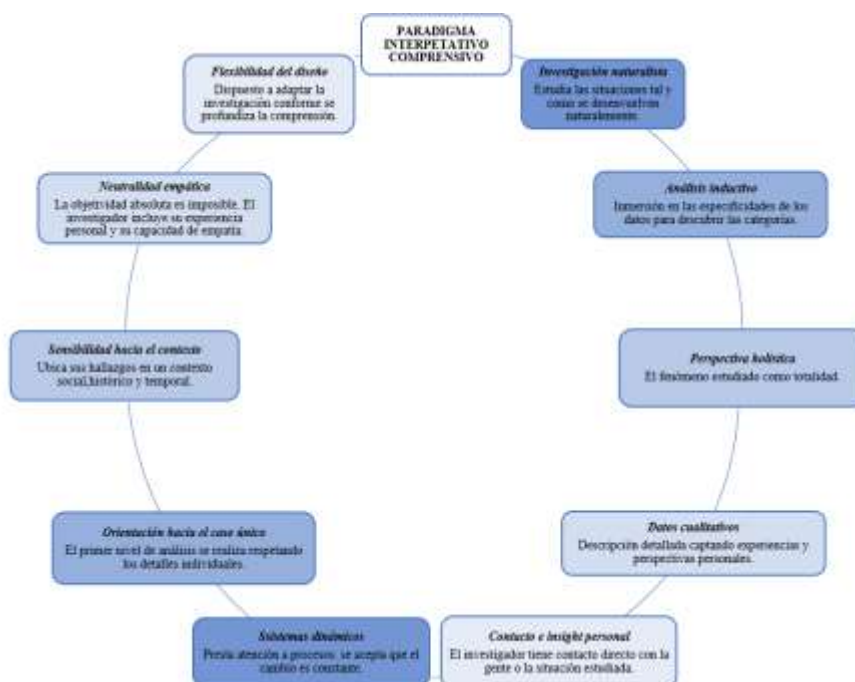 PARADIGMA
INTERPETATIVO
COMPRENSIVO
Investigación naturalista
Estudia las situaciones tal y
como se desenvuelven
naturalmente.
Análisis inductivo
Inmersión en las especificidades de los
datos para descubrir las categorías.
Perspectiva holística
El fenómeno estudiado como totalidad.
Datos cualitativos
Descripción detallada captando experiencias y
perspectivas personales.
Contacto e insight personal
El investigador tiene contacto directo con la
gente o la situación estudiada.
Sistemas dinámicos
Presta atención a procesos; se acepta que el
cambio es constante.
Orientación hacia el caso único
El primer nivel de análisis se realiza respetando
los detalles individuales.
Sensibilidad hacia el contexto
Ubica sus hallazgos en un contexto
social,histórico y temporal.
Neutralidad empática
La objetividad absoluta es imposible. El
investigador incluye su experiencia
personal y su capacidad de empatía.
Flexibilidad del diseño
Dispuesto a adaptar la
investigación conforme se
profundiza la comprensión.